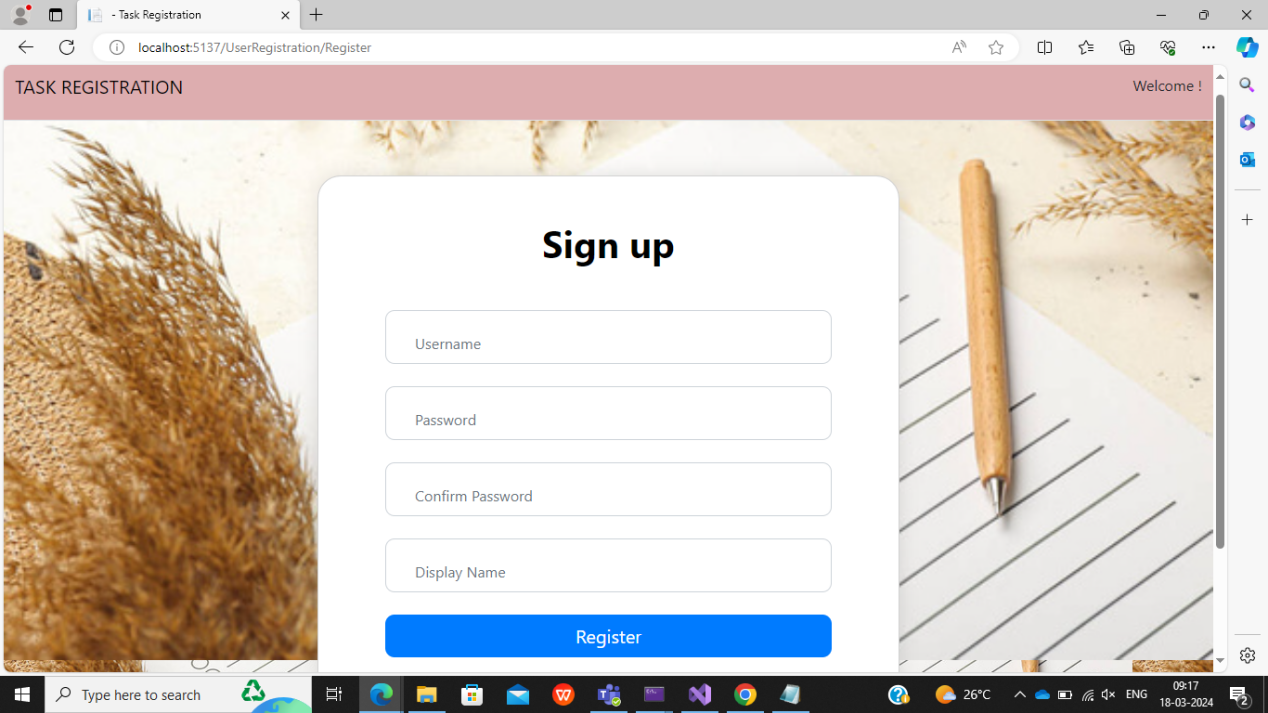 - Task Registration
localhost:5137/UserRegistration/Register
TASK REGISTRATION
Welcome !
Sign up
Username
Password
Confirm Password
Display Name
Register
Type here to search
26°C
ENG
09:17
18-03-2024
2